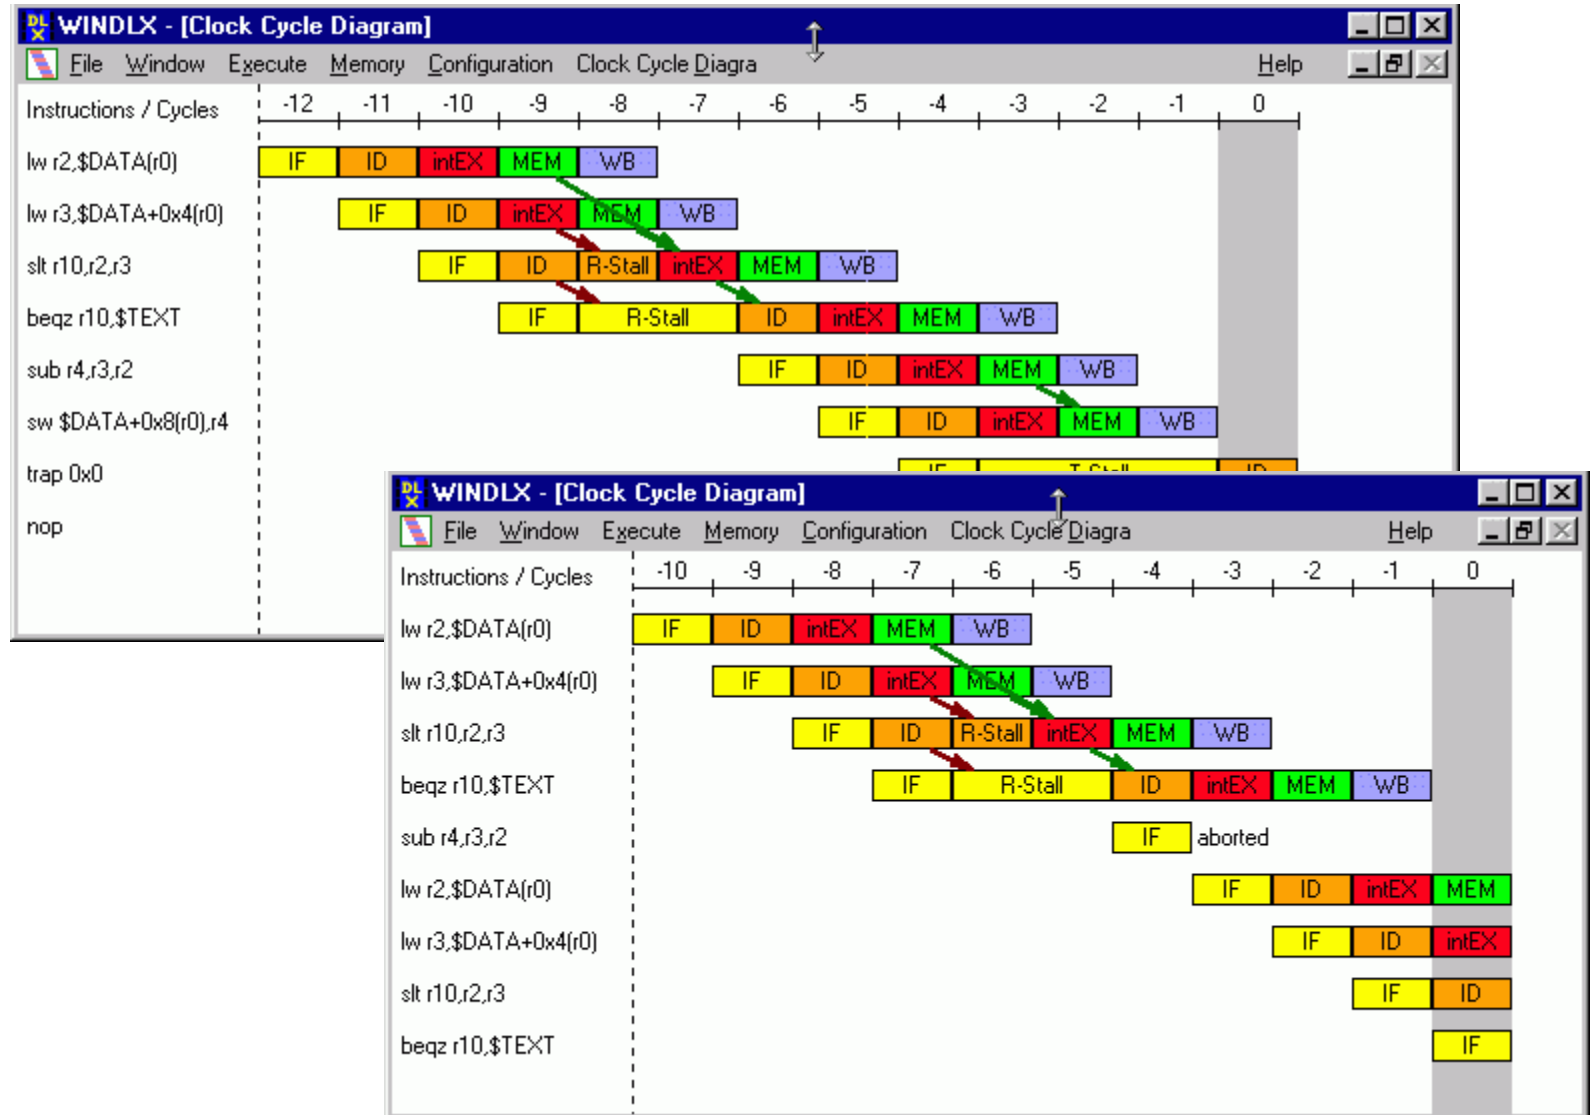 WINDLX - [Clock Cycle Diagram]
File Window Execute Memory Configuration Clock Cycle Diagra Help
Instructions / Cycles -12 -11 -10 -9 -8 -7 -6 -5 -4 -3 -2 -1 0
lw r2,$DATA(r0) IF ID intEX MEM WB
lw r3,$DATA+0x4(r0) IF ID intEX MEM WB
slt r10,r2,r3 IF ID R-Stall intEX MEM WB
beqz r10,$TEXT IF R-Stall ID intEX MEM WB
sub r4,r3,r2 IF ID intEX MEM WB
sw $DATA+0x8(r0),r4 IF ID intEX MEM WB
trap 0x0 IF T-Stall ID
nop
WINDLX - [Clock Cycle Diagram]
File Window Execute Memory Configuration Clock Cycle Diagra Help
Instructions / Cycles -10 -9 -8 -7 -6 -5 -4 -3 -2 -1 0
lw r2,$DATA(r0) IF ID intEX MEM WB
lw r3,$DATA+0x4(r0) IF ID intEX MEM WB
slt r10,r2,r3 IF ID R-Stall intEX MEM WB
beqz r10,$TEXT IF R-Stall ID intEX MEM WB
sub r4,r3,r2 IF aborted
lw r2,$DATA(r0) IF ID intEX MEM
lw r3,$DATA+0x4(r0) IF ID intEX
slt r10,r2,r3 IF ID
beqz r10,$TEXT IF